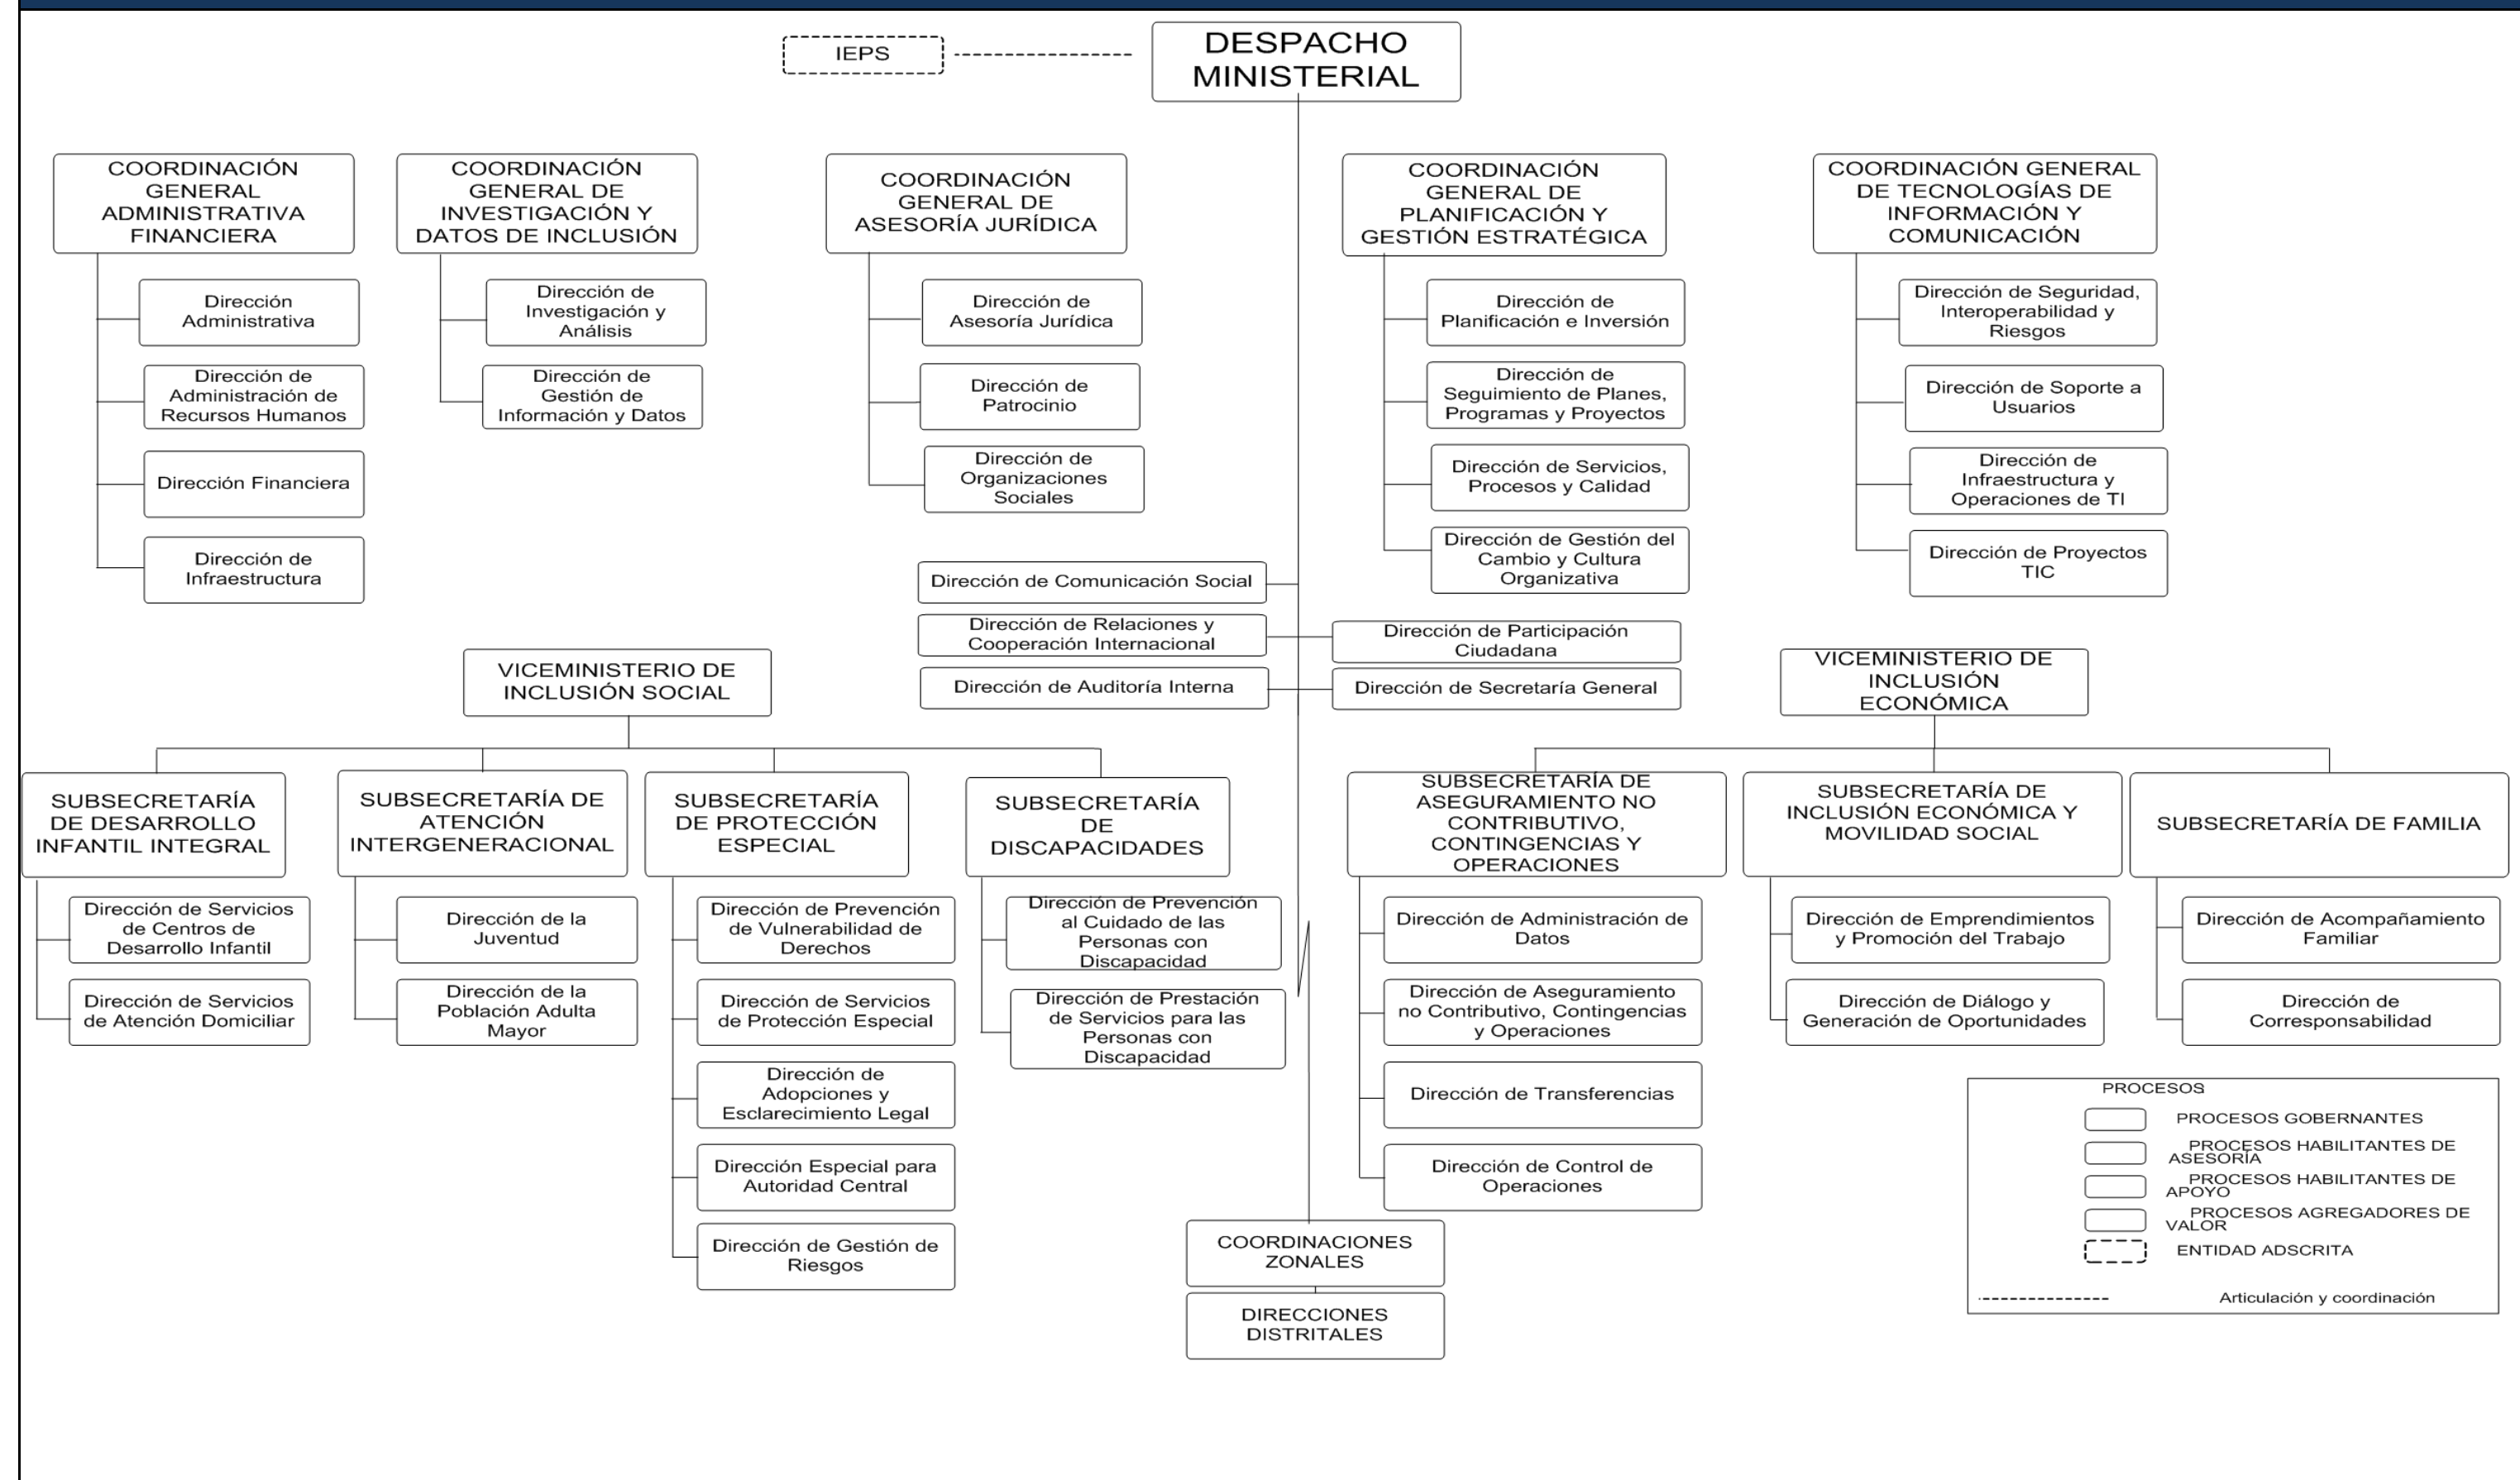 IEPS
DESPACHO
MINISTERIAL
COORDINACIÓN
GENERAL
ADMINISTRATIVA
FINANCIERA
Dirección
Administrativa
Dirección de
Administración de
Recursos Humanos
Dirección Financiera
Dirección de
Infraestructura
COORDINACIÓN
GENERAL DE
INVESTIGACIÓN Y
DATOS DE INCLUSIÓN
Dirección de
Investigación y
Análisis
Dirección de
Gestión de
Información y Datos
COORDINACIÓN
GENERAL DE
ASESORÍA JURÍDICA
Dirección de
Asesoría Jurídica
Dirección de
Patrocinio
Dirección de
Organizaciones
Sociales
COORDINACIÓN
GENERAL DE
PLANIFICACIÓN Y
GESTIÓN ESTRATÉGICA
Dirección de
Planificación e Inversión
Dirección de
Seguimiento de Planes,
Programas y Proyectos
Dirección de Servicios,
Procesos y Calidad
Dirección de Gestión del
Cambio y Cultura
Organizativa
COORDINACIÓN GENERAL
DE TECNOLOGÍAS DE
INFORMACIÓN Y
COMUNICACIÓN
Dirección de Seguridad,
Interoperabilidad y
Riesgos
Dirección de Soporte a
Usuarios
Dirección de
Infraestructura y
Operaciones de TI
Dirección de Proyectos
TIC
Dirección de Comunicación Social
Dirección de Relaciones y
Cooperación Internacional
Dirección de Participación
Ciudadana
Dirección de Auditoría Interna
Dirección de Secretaría General
VICEMINISTERIO DE
INCLUSIÓN SOCIAL
SUBSECRETARÍA
DE DESARROLLO
INFANTIL INTEGRAL
Dirección de Servicios
de Centros de
Desarrollo Infantil
Dirección de Servicios
de Atención Domiciliar
SUBSECRETARÍA DE
ATENCIÓN
INTERGENERACIONAL
Dirección de la
Juventud
Dirección de la
Población Adulta
Mayor
SUBSECRETARÍA
DE PROTECCIÓN
ESPECIAL
Dirección de Prevención
de Vulnerabilidad de
Derechos
Dirección de Servicios
de Protección Especial
Dirección de
Adopciones y
Esclarecimiento Legal
Dirección Especial para
Autoridad Central
Dirección de Gestión de
Riesgos
SUBSECRETARÍA
DE
DISCAPACIDADES
Dirección de Prevención
al Cuidado de las
Personas con
Discapacidad
Dirección de Prestación
de Servicios para las
Personas con
Discapacidad
VICEMINISTERIO DE
INCLUSIÓN
ECONÓMICA
SUBSECRETARÍA DE
ASEGURAMIENTO NO
CONTRIBUTIVO,
CONTINGENCIAS Y
OPERACIONES
Dirección de Administración de
Datos
Dirección de Aseguramiento
no Contributivo, Contingencias
y Operaciones
Dirección de Transferencias
Dirección de Control de
Operaciones
SUBSECRETARÍA DE
INCLUSIÓN ECONÓMICA Y
MOVILIDAD SOCIAL
Dirección de Emprendimientos
y Promoción del Trabajo
Dirección de Diálogo y
Generación de Oportunidades
SUBSECRETARÍA DE FAMILIA
Dirección de Acompañamiento
Familiar
Dirección de
Corresponsabilidad
COORDINACIONES
ZONALES
DIRECCIONES
DISTRITALES
PROCESOS:
PROCESOS GOBERNANTES
PROCESOS HABILITANTES DE
ASESORÍA
PROCESOS HABILITANTES DE
APOYO
PROCESOS AGREGADORES DE
VALOR
ENTIDAD ADSCRITA
Articulación y coordinación